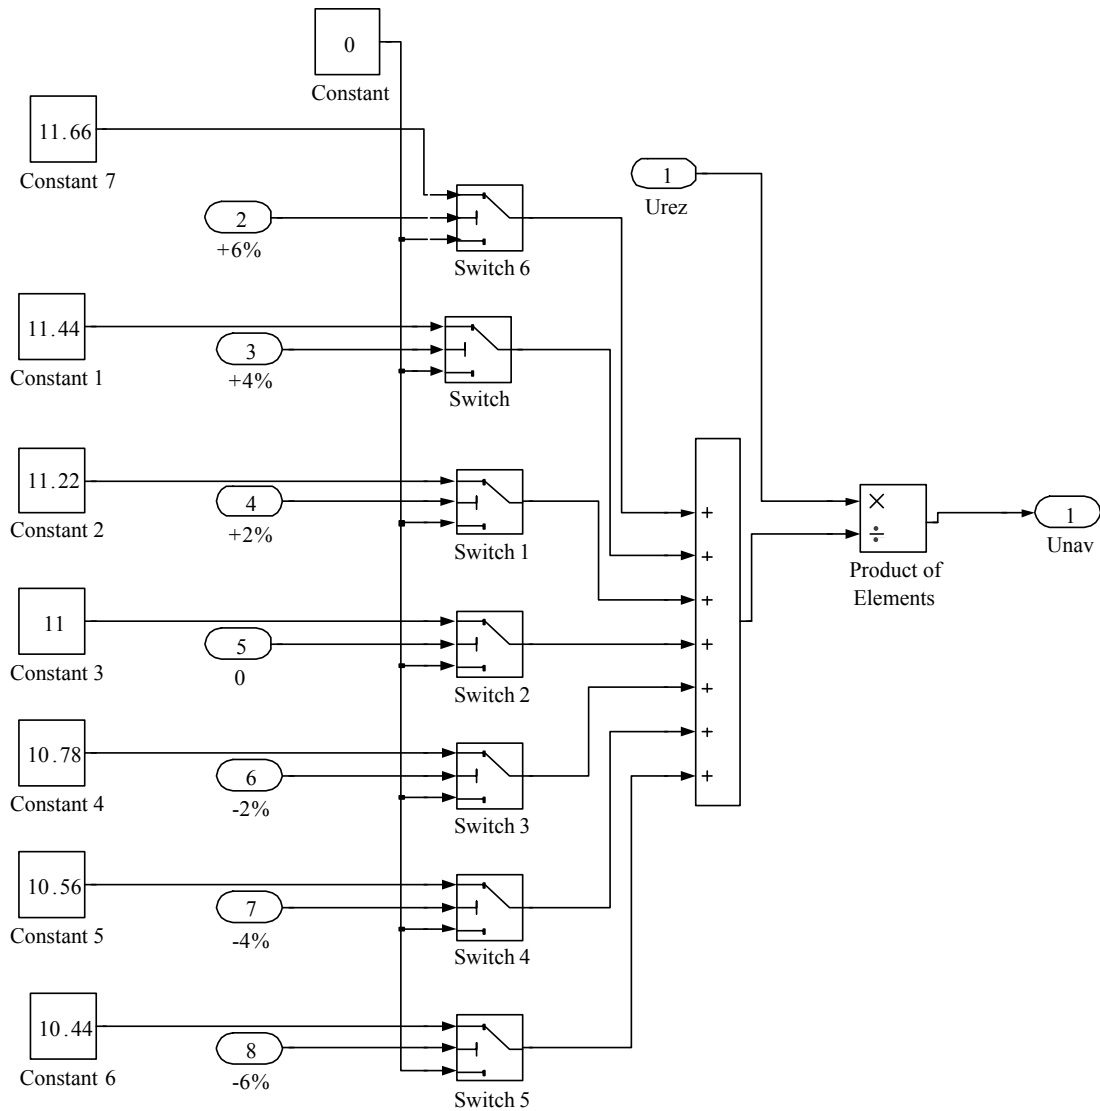 0
Constant
11.66
Constant 7
1
Urez
2
+6%
Switch 6
11.44
Constant 1
3
+4%
Switch
11.22
Constant 2
4
+2%
Switch 1
+
+
+
+
+
+
+
×
÷
Product of
Elements
1
Unav
11
Constant 3
5
0
Switch 2
10.78
Constant 4
6
-2%
Switch 3
10.56
Constant 5
7
-4%
Switch 4
10.44
Constant 6
8
-6%
Switch 5